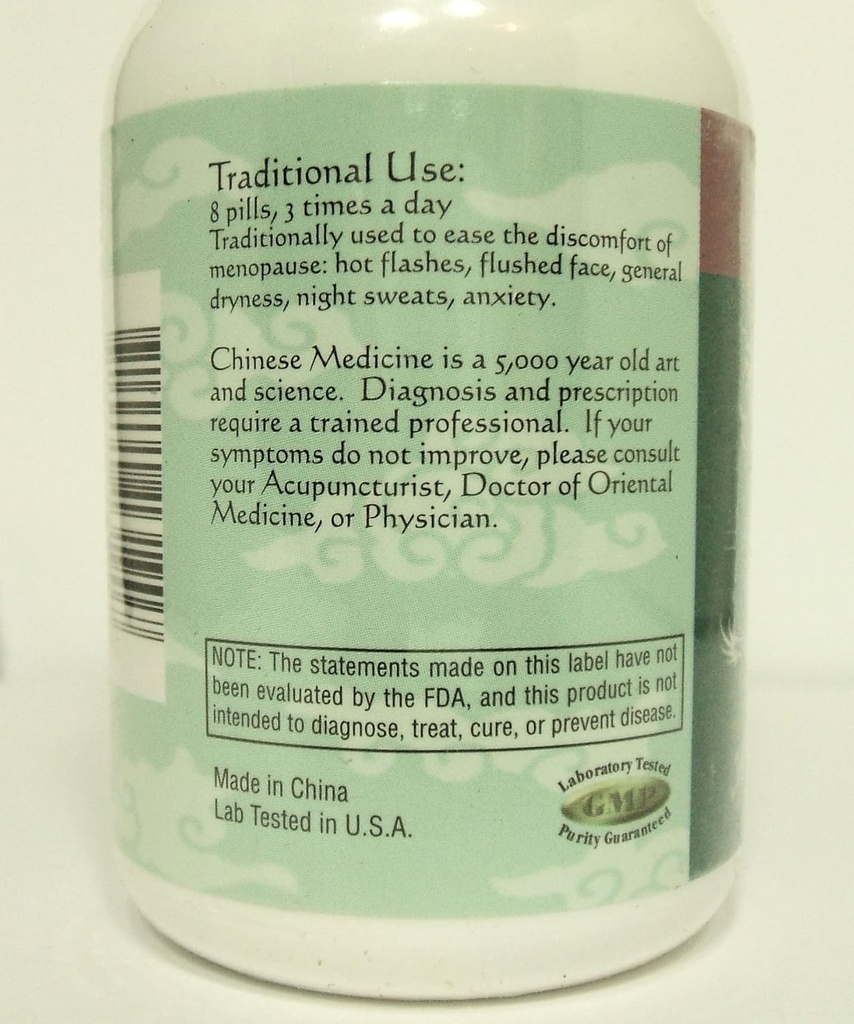 Traditional Use:
8 pills, 3 times a day
Traditionally used to ease the discomfort of
menopause: hot flashes, flushed face, general
dryness, night sweats, anxiety.
Chinese Medicine is a 5,000 year old art
and science. Diagnosis and prescription
require a trained professional. If your
symptoms do not improve, please consult
your Acupuncturist, Doctor of Oriental
Medicine, or Physician.
NOTE: The statements made on this label have not
been evaluated by the FDA, and this product is not
intended to diagnose, treat, cure, or prevent disease.
Made in China
Lab Tested in U.S.A.
Laboratory Tested
GMP
Purity Guaranteed